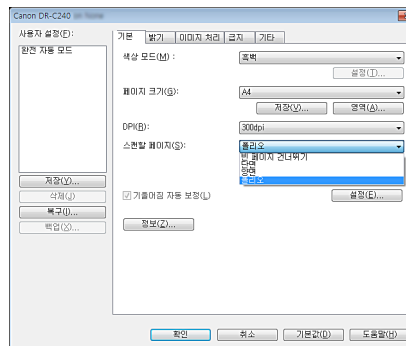 Canon DR-C240
사용자 설정(F):
완전 자동 모드
저장(V)...
삭제(J)
복구(I)...
백업(X)...
기본
밝기
이미지 처리
급지
기타
색상 모드(M) :
흑백
설정(T)...
페이지 크기(G):
A4
저장(V)...
영역(A)...
DPI(R):
300dpi
스캔할 페이지(S):
폴리오
빈 페이지 건너뛰기
단면
양면
폴리오
기울어짐 자동 보정(L)
설정(E)...
정보(Z)...
확인
취소
기본값(D)
도움말(H)